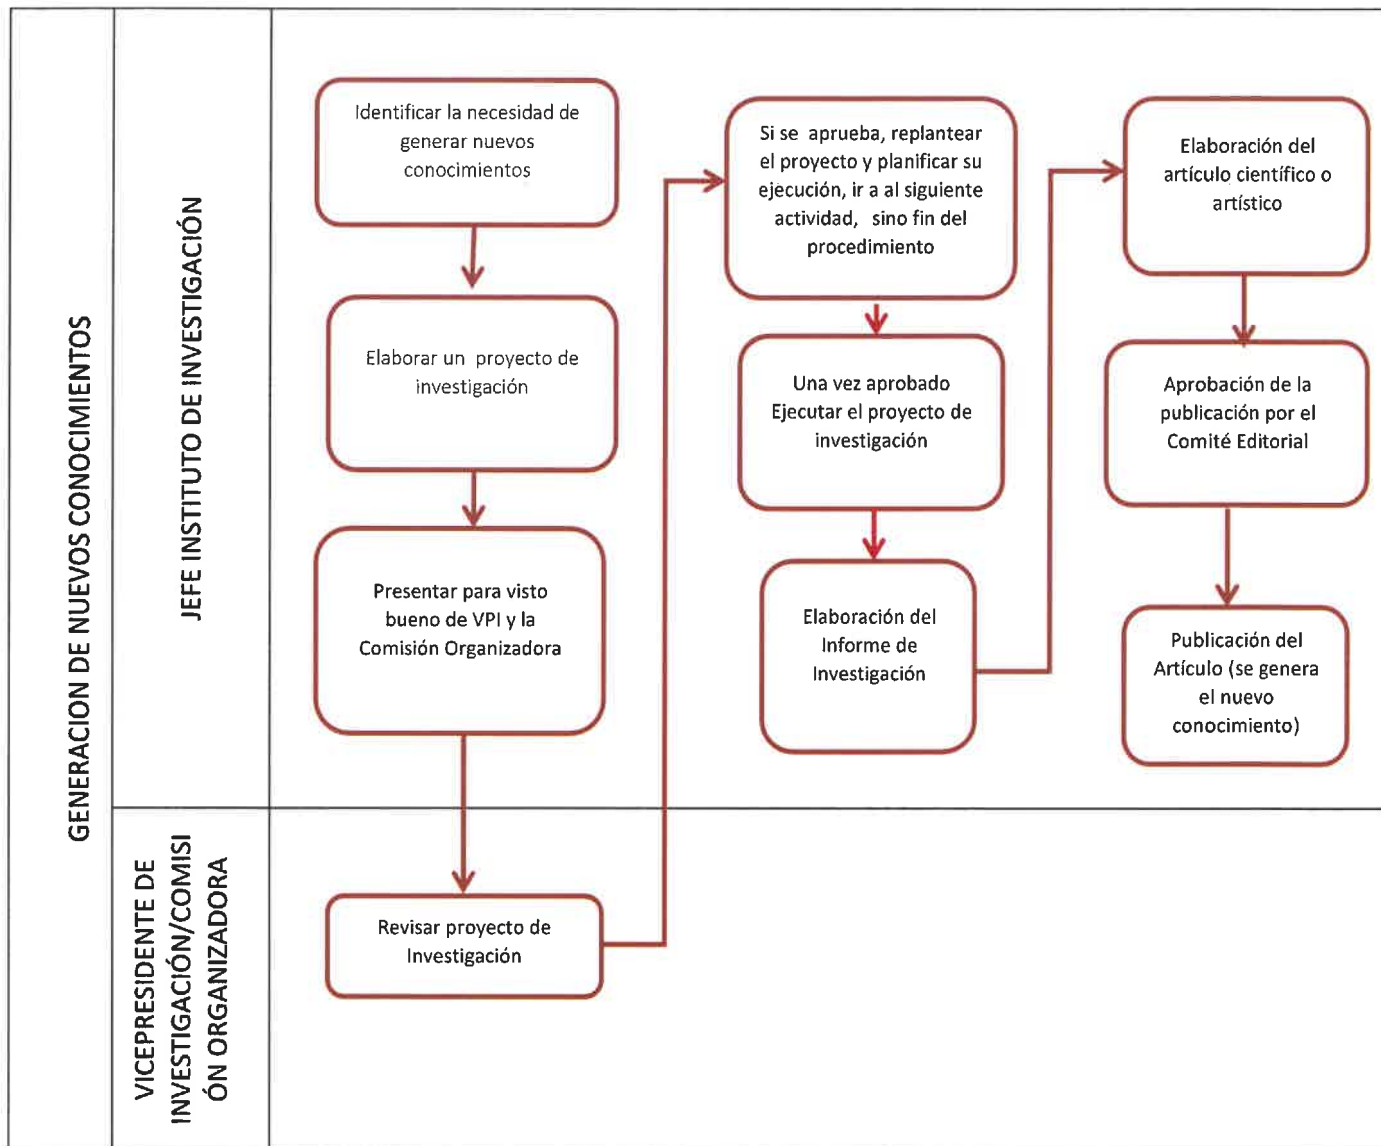 GENERACION DE NUEVOS CONOCIMIENTOS
JEFE INSTITUTO DE INVESTIGACIÓN
Identificar la necesidad de
generar nuevos
conocimientos
Elaborar un proyecto de
investigación
Presentar para visto
bueno de VPI y la
Comisión Organizadora
Si se aprueba, replantear
el proyecto y planificar su
ejecución, ir a al siguiente
actividad, sino fin del
procedimiento
Una vez aprobado
Ejecutar el proyecto de
investigación
Elaboración del
Informe de
Investigación
Elaboración del
artículo científico o
artístico
Aprobación de la
publicación por el
Comité Editorial
Publicación del
Artículo (se genera
el nuevo
conocimiento)
VICEPRESIDENTE DE
INVESTIGACIÓN/COMISI
ÓN ORGANIZADORA
Revisar proyecto de
Investigación